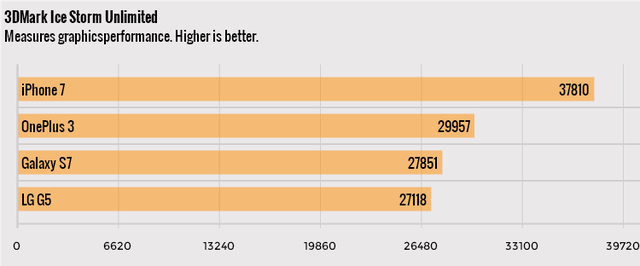 3DMark Ice Storm Unlimited
Measures graphicsperformance. Higher is better.
iPhone 7 37810
OnePlus 3 29957
Galaxy S7 27851
LG G5 27118
0 6620 13240 19860 26480 33100 39720